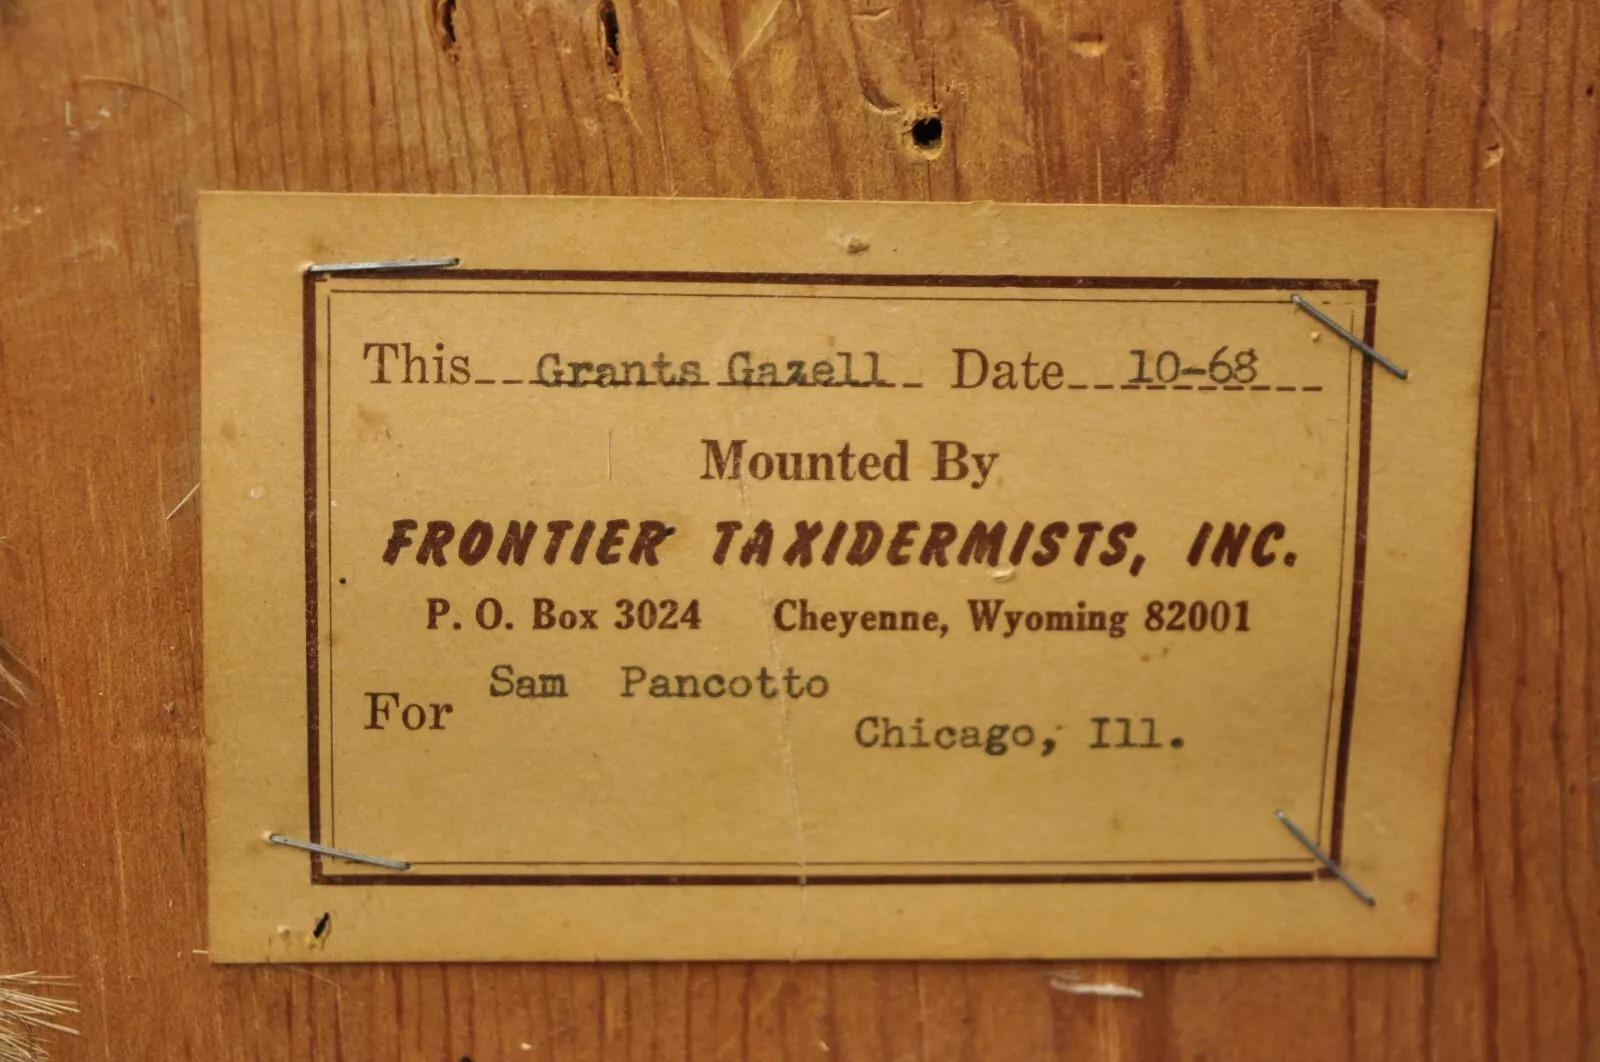 This Grants Gazell Date 10-68
Mounted By
FRONTIER TAXIDERMISTS, INC.
P. O. Box 3024 Cheyenne, Wyoming 82001
For Sam Pancotto
Chicago, Ill.